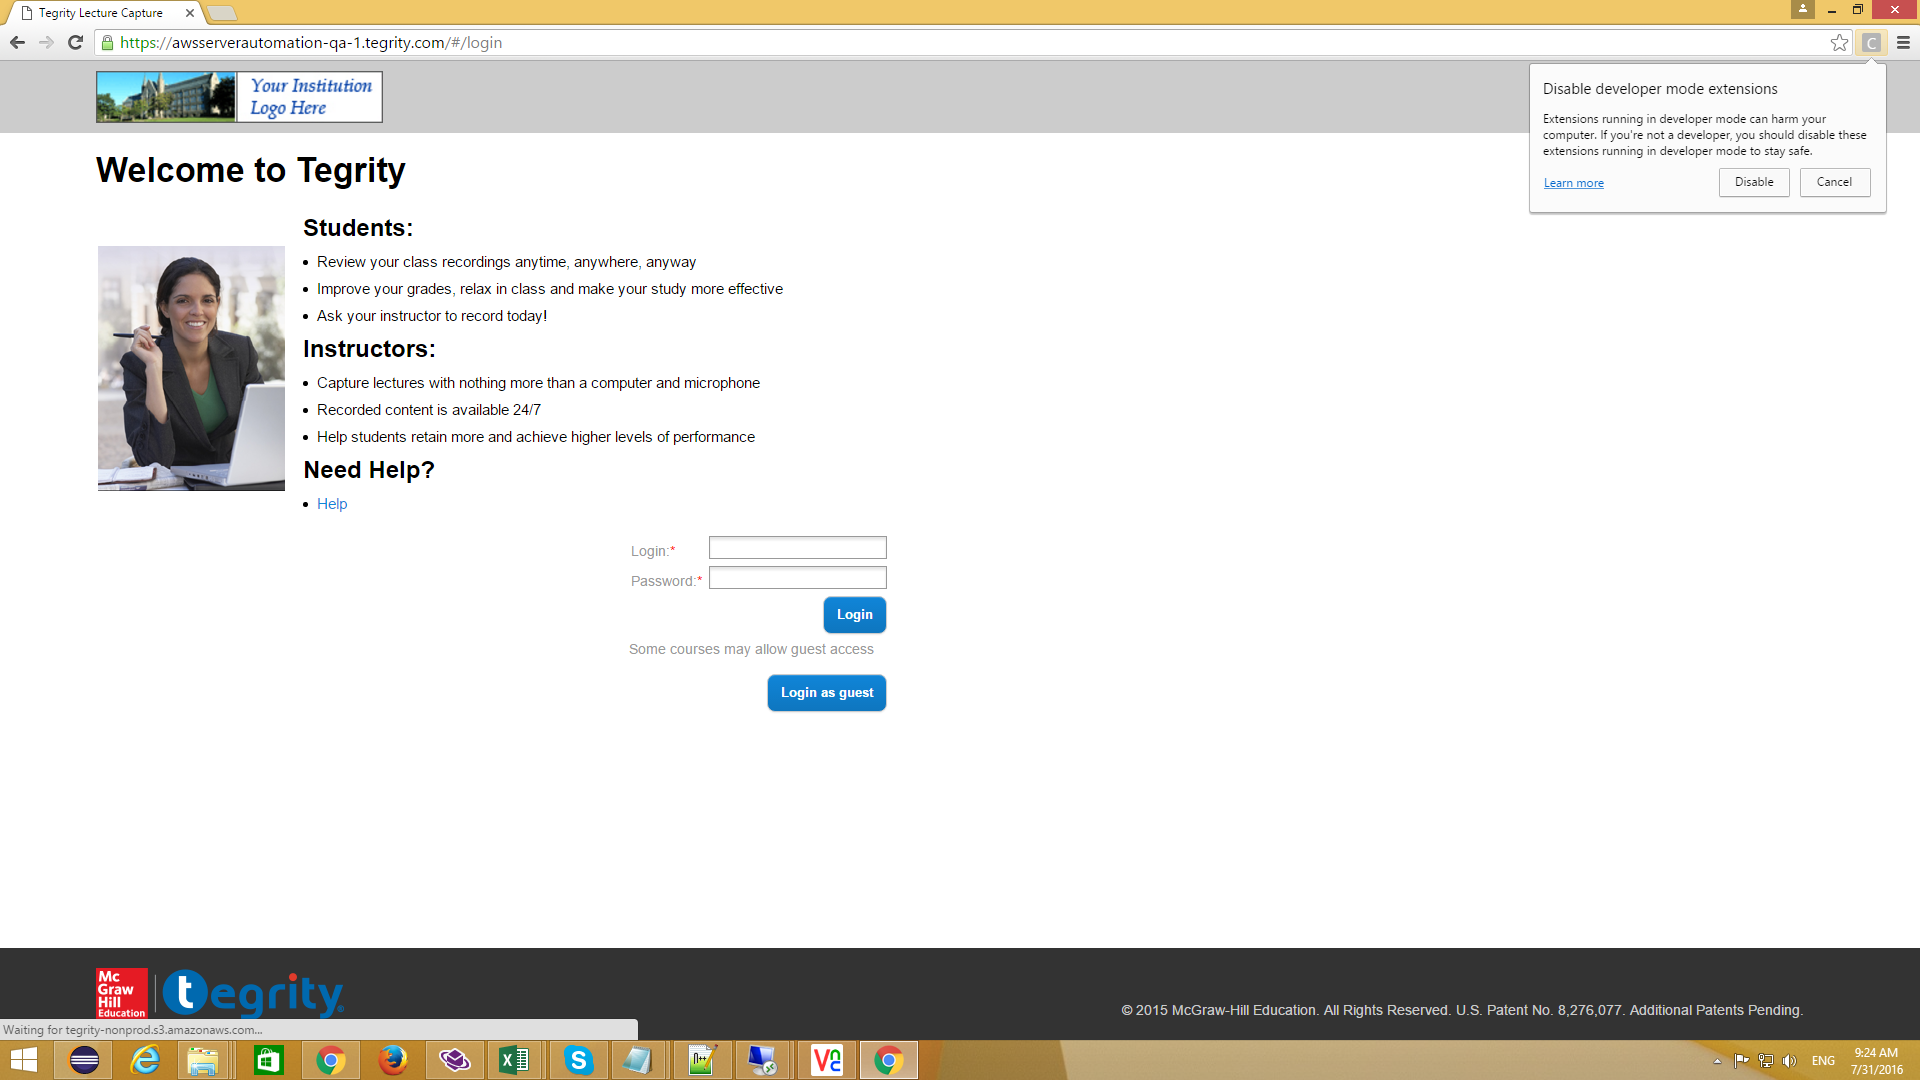 Tegrity Lecture Capture
https://awsserverautomation-qa-1.tegrity.com/#/login
C
Your Institution
Logo Here
Disable developer mode extensions
Extensions running in developer mode can harm your
computer. If you're not a developer, you should disable these
extensions running in developer mode to stay safe.
Learn more
Disable
Cancel
Welcome to Tegrity
Students:
Review your class recordings anytime, anywhere, anyway
Improve your grades, relax in class and make your study more effective
Ask your instructor to record today!
Instructors:
Capture lectures with nothing more than a computer and microphone
Recorded content is available 24/7
Help students retain more and achieve higher levels of performance
Need Help?
Help
Login:*
Password:*
Login
Some courses may allow guest access
Login as guest
Mc
Graw
Hill
Education
tegrity
© 2015 McGraw-Hill Education. All Rights Reserved. U.S. Patent No. 8,276,077. Additional Patents Pending.
Waiting for tegrity-nonprod.s3.amazonaws.com...
ENG
9:24 AM
7/31/2016